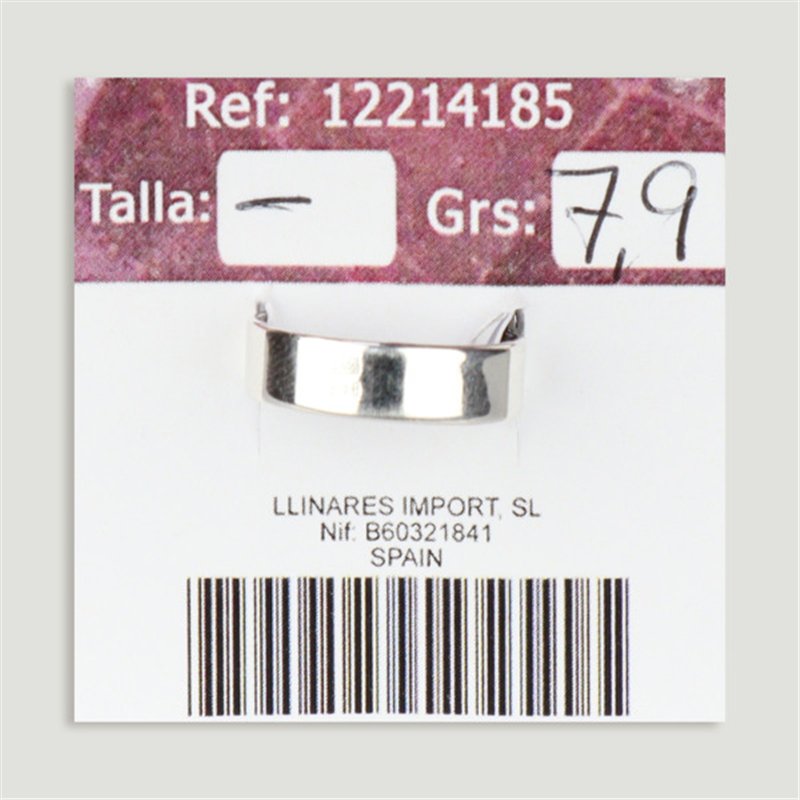 Ref: 12214185
Talla: – Grs: 7,9
LLINARES IMPORT, SL
Nif: B60321841
SPAIN